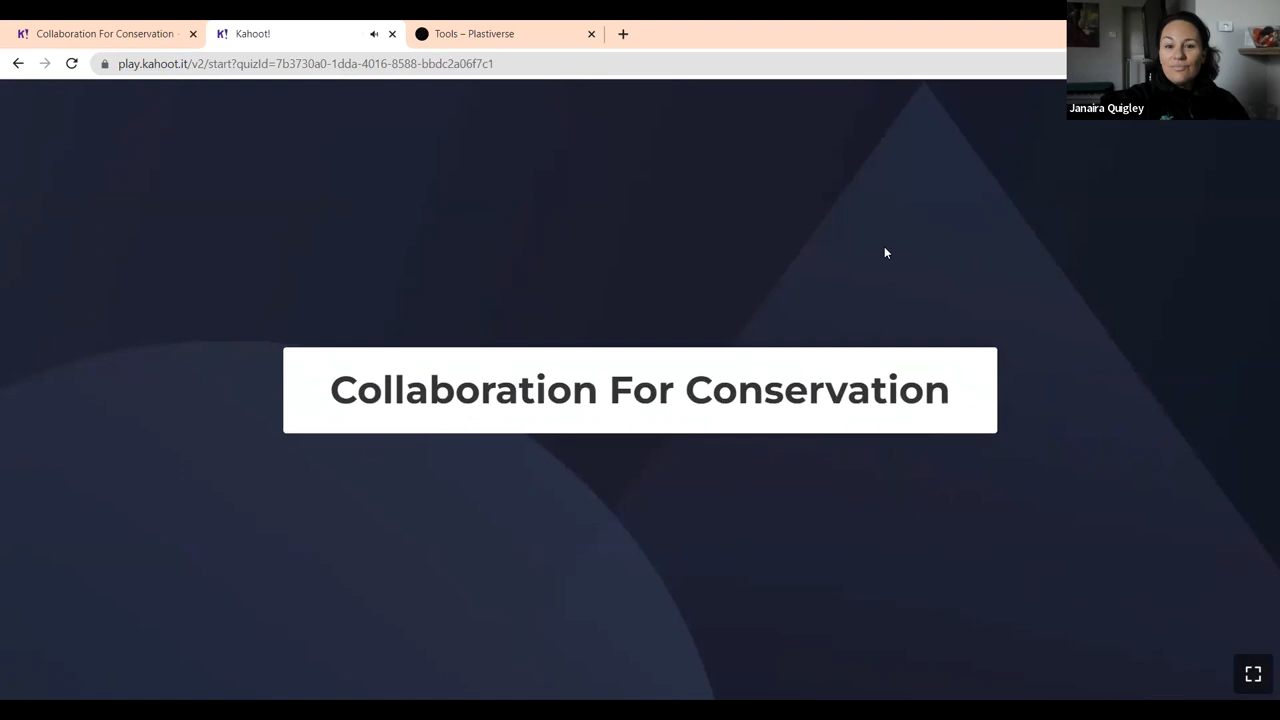 K! Collaboration For Conservation
K! Kahoot!
Tools – Plastiverse
play.kahoot.it/v2/start?quizId=7b3730a0-1dda-4016-8588-bbdc2a00f7c1
Janaira Quigley
Collaboration For Conservation